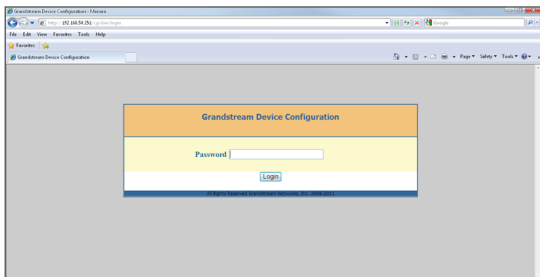 Grandstream Device Configuration - Mercura
http://192.168.50.251/cgi-bin/login
Google
File Edit View Favorites Tools Help
Favorites
Grandstream Device Configuration
Page Safety Tools
Grandstream Device Configuration
Password
Login
All Rights Reserved Grandstream Networks, Inc. 2006-2011